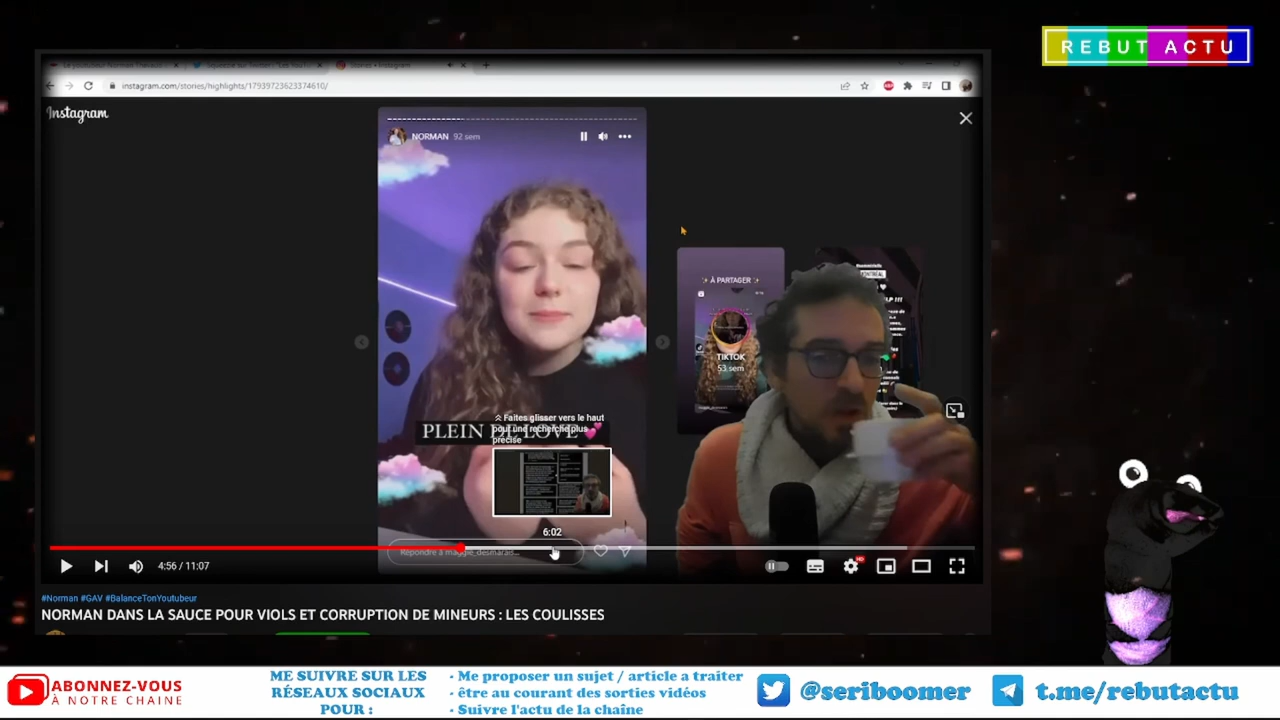 REBUT ACTU
instagram.com/stories/highlights/17939723623374610/
Instagram
NORMAN 92 sem
À PARTAGER
TIKTOK
53 sem
PLEIN DE LOVE
Faites glisser vers le haut
pour une recherche plus
précise
6:02
Répondre à maggie_desmarais...
4:56 / 11:07
HD
#Norman #GAV #BalanceTonYoutubeur
NORMAN DANS LA SAUCE POUR VIOLS ET CORRUPTION DE MINEURS : LES COULISSES
ABONNEZ-VOUS
À NOTRE CHAINE
ME SUIVRE SUR LES
RÉSEAUX SOCIAUX
POUR :
- Me proposer un sujet / article a traiter
- être au courant des sorties vidéos
- Suivre l'actu de la chaîne
@seriboomer
t.me/rebutactu